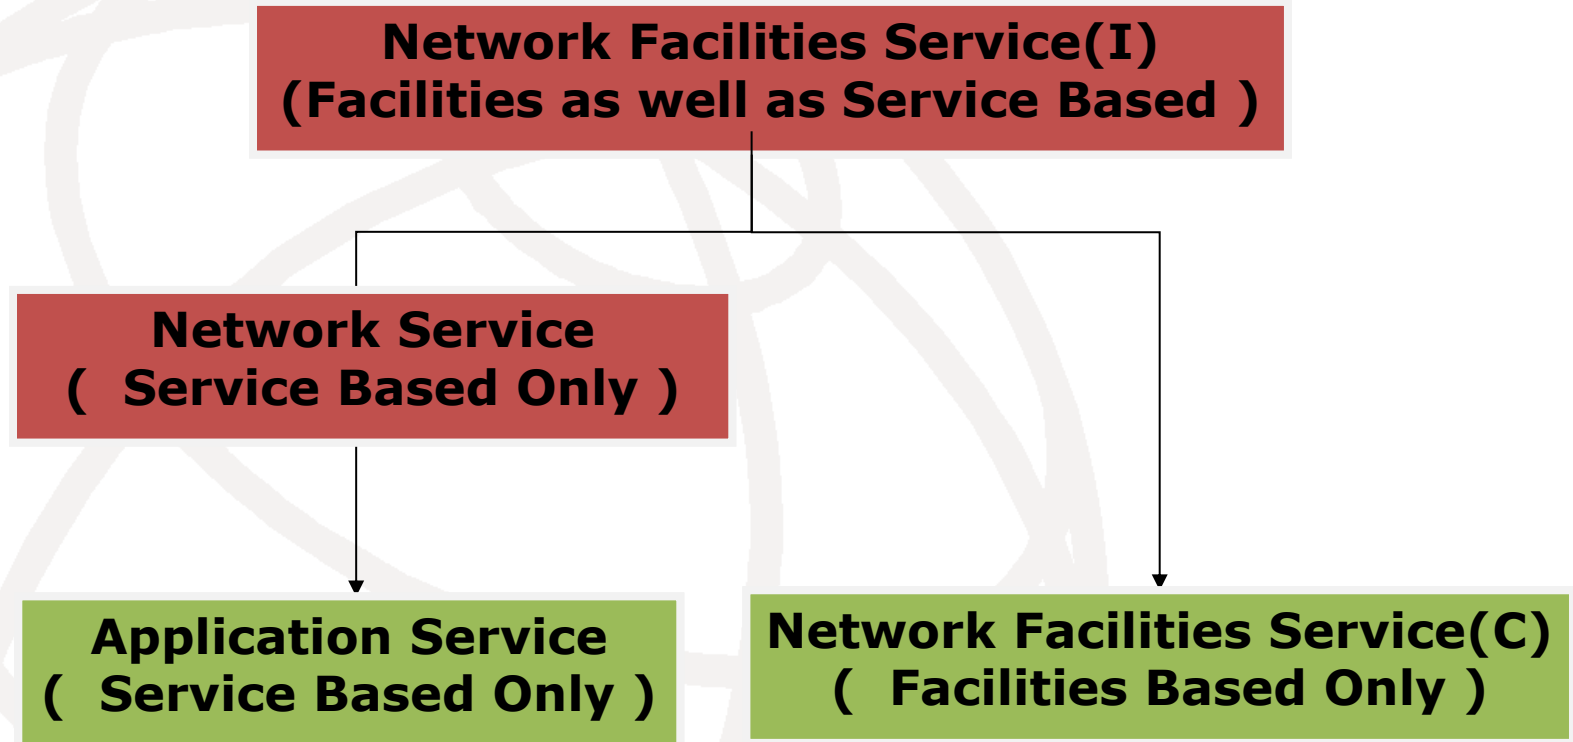 Network Facilities Service(I)
(Facilities as well as Service Based )
Network Service
( Service Based Only )
Application Service
( Service Based Only )
Network Facilities Service(C)
( Facilities Based Only )